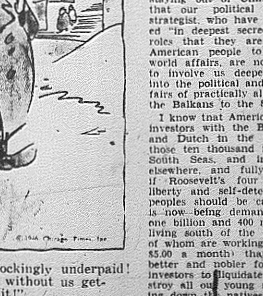 © 1944 Chicago Times Inc
ockingly underpaid!
without us get-
it!"
that our political
strategist, who have
ed "in deepest secre
roles that they are
American people to
world affairs, are no
to involve us deepe
into the political and
fairs of practically al
the Balkans to the
I know that Americ
investors with the B
and Dutch in the
those ten thousand
South Seas, and in
elsewhere, and fully
if Roosevelt's four
liberty and self-dete
peoples should be ca
is now being deman
one billion and 400 m
living south of the
of whom are working
$5.00 a month) that
better and nobler fo
investors to liquidate
stroy all our young